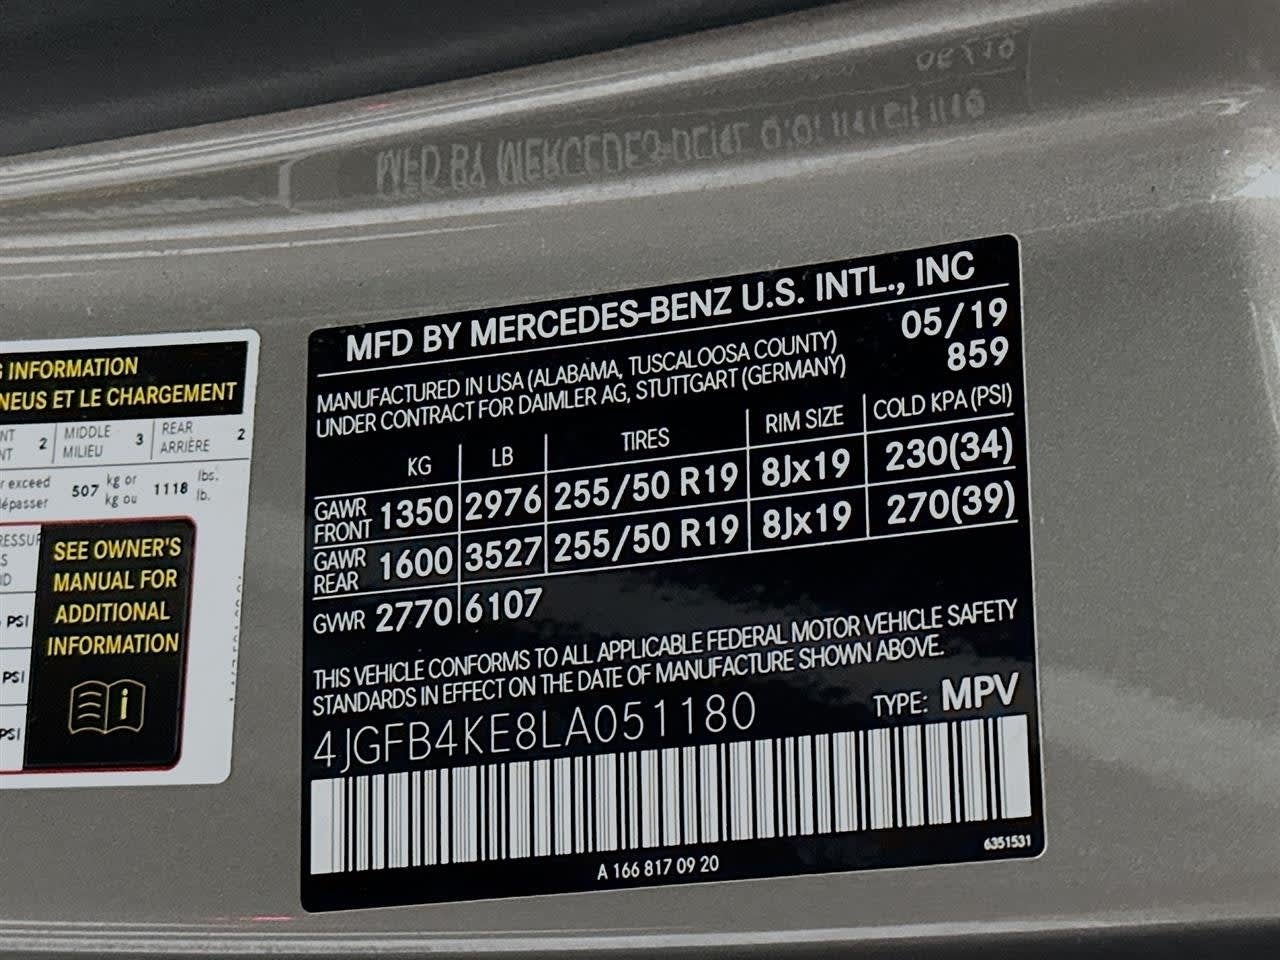 MFD BY MERCEDES-BENZ U.S. INTL., INC
MANUFACTURED IN USA (ALABAMA, TUSCALOOSA COUNTY) 05/19
UNDER CONTRACT FOR DAIMLER AG, STUTTGART (GERMANY) 859
KG LB TIRES RIM SIZE COLD KPA (PSI)
GAWR FRONT 1350 2976 255/50 R19 8Jx19 230(34)
GAWR REAR 1600 3527 255/50 R19 8Jx19 270(39)
GVWR 2770 6107
THIS VEHICLE CONFORMS TO ALL APPLICABLE FEDERAL MOTOR VEHICLE SAFETY
STANDARDS IN EFFECT ON THE DATE OF MANUFACTURE SHOWN ABOVE.
4JGFB4KE8LA051180 TYPE: MPV
A 166 817 09 20
6351531
INFORMATION
NEUS ET LE CHARGEMENT
2 MIDDLE 3 REAR 2
MILIEU ARRIÈRE
exceed 507 kg or 1118 lbs.
dépasser kg ou lb.
SEE OWNER'S
MANUAL FOR
ADDITIONAL
INFORMATION
PSI
PSI
PSI